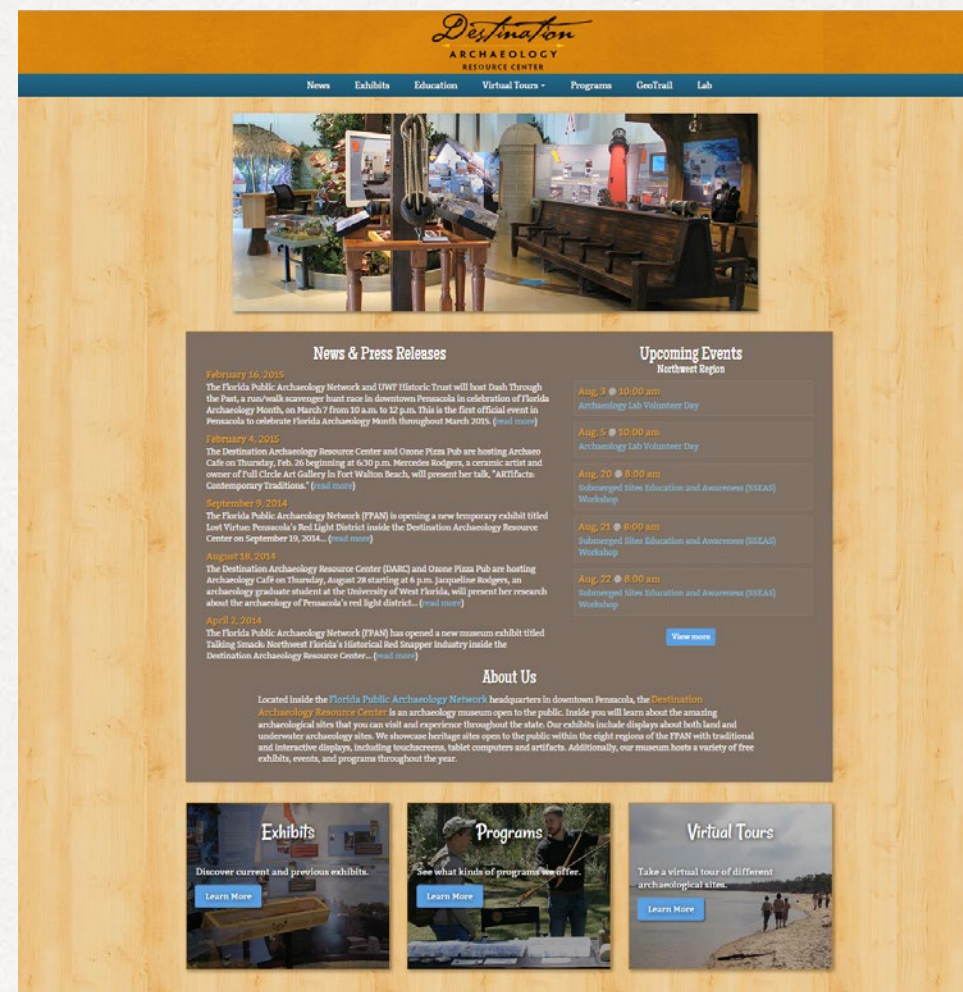 Destination
ARCHAEOLOGY
RESOURCE CENTER
News Exhibits Education Virtual Tours Programs GeoTrail Lab
News & Press Releases
February 16, 2015
The Florida Public Archaeology Network and UWF Historic Trust will host Dash Through
the Past, a run/walk scavenger hunt race in downtown Pensacola in celebration of Florida
Archaeology Month, on March 7 from 10 a.m. to 12 p.m. This is the first official event in
Pensacola to celebrate Florida Archaeology Month throughout March 2015. (read more)
February 4, 2015
The Destination Archaeology Resource Center and Ozone Pizza Pub are hosting Archaeo
Cafe on Thursday, Feb. 26 beginning at 6:30 p.m. Mercedes Rodgers, a ceramic artist and
owner of Full Circle Art Gallery in Fort Walton Beach, will present her talk, "ARTifacts:
Contemporary Traditions." (read more)
September 9, 2014
The Florida Public Archaeology Network (FPAN) is opening a new temporary exhibit titled
Lost Virtue: Pensacola's Red Light District inside the Destination Archaeology Resource
Center on September 19, 2014... (read more)
August 18, 2014
The Destination Archaeology Resource Center (DARC) and Ozone Pizza Pub are hosting
Archaeology Café on Thursday, August 28 starting at 6 p.m. Jacqueline Rodgers, an
archaeology graduate student at the University of West Florida, will present her research
about the archaeology of Pensacola's red light district... (read more)
April 2, 2014
The Florida Public Archaeology Network (FPAN) has opened a new museum exhibit titled
Talking Smack: Northwest Florida's Historical Red Snapper Industry inside the
Destination Archaeology Resource Center... (read more)
Upcoming Events
Northwest Region
Aug, 3 @ 10:00 am
Archaeology Lab Volunteer Day
Aug, 5 @ 10:00 am
Archaeology Lab Volunteer Day
Aug, 20 @ 8:00 am
Submerged Sites Education and Awareness (SSEAS)
Workshop
Aug, 21 @ 8:00 am
Submerged Sites Education and Awareness (SSEAS)
Workshop
Aug, 22 @ 8:00 am
Submerged Sites Education and Awareness (SSEAS)
Workshop
View more
About Us
Located inside the Florida Public Archaeology Network headquarters in downtown Pensacola, the Destination
Archaeology Resource Center is an archaeology museum open to the public. Inside you will learn about the amazing
archaeological sites that you can visit and experience throughout the state. Our exhibits include displays about both land and
underwater archaeology sites. We showcase heritage sites open to the public within the eight regions of the FPAN with traditional
and interactive displays, including touchscreens, tablet computers and artifacts. Additionally, our museum hosts a variety of free
exhibits, events, and programs throughout the year.
Exhibits
Discover current and previous exhibits.
Learn More
Programs
See what kinds of programs we offer.
Learn More
Virtual Tours
Take a virtual tour of different
archaeological sites.
Learn More